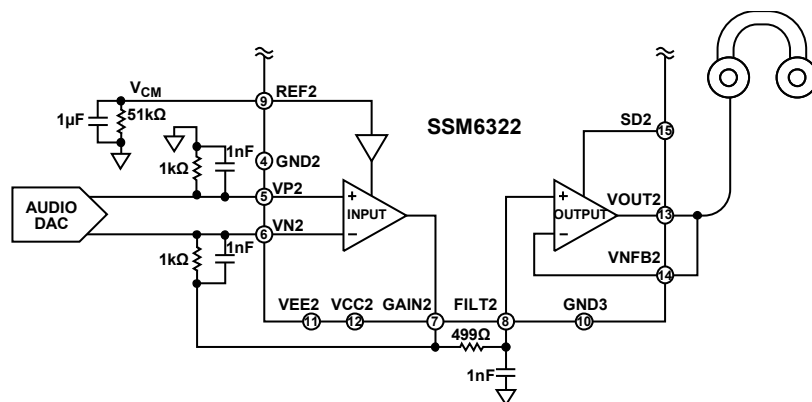 V_CM
REF2
9
1µF
51kΩ
SSM6322
SD2
15
1nF
4
GND2
1kΩ
5
VP2
AUDIO
DAC
+
INPUT
−
+
OUTPUT
−
VOUT2
13
6
VN2
1kΩ
1nF
VNFB2
14
VEE2
VCC2
GAIN2
FILT2
GND3
11
12
7
8
10
499Ω
1nF